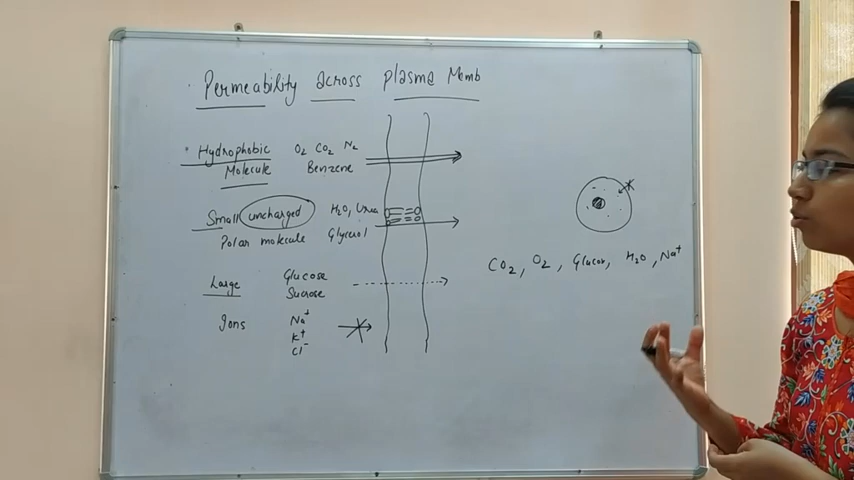 Permeability across plasma Memb
Hydrophobic O₂ CO₂ N₂
Molecule Benzene
Small uncharged H₂O, Urea
Polar molecule Glycerol
Large Glucose
Sucrose
Ions Na⁺
K⁺
Cl⁻
CO₂, O₂, Glucos, H₂O, Na⁺